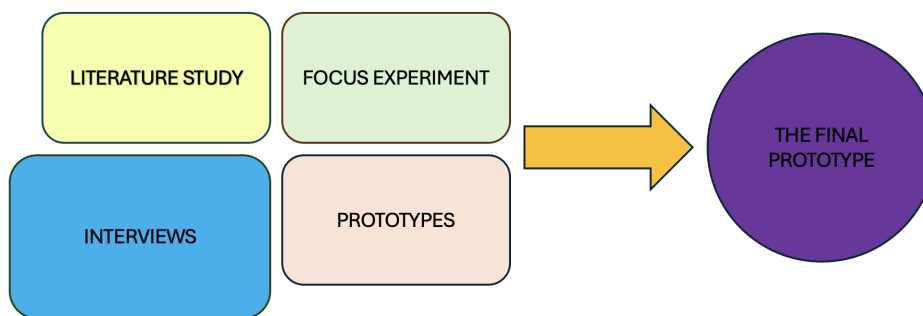 LITERATURE STUDY
FOCUS EXPERIMENT
INTERVIEWS
PROTOTYPES
THE FINAL
PROTOTYPE